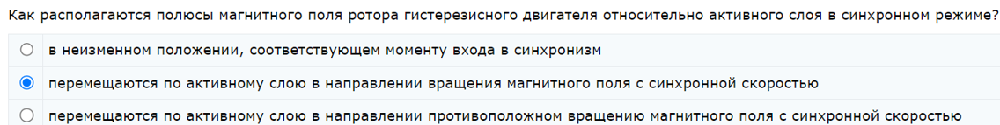 Как располагаются полюсы магнитного поля ротора гистерезисного двигателя относительно активного слоя в синхронном режиме?
в неизменном положении, соответствующем моменту входа в синхронизм
перемещаются по активному слою в направлении вращения магнитного поля с синхронной скоростью
перемещаются по активному слою в направлении противоположном вращению магнитного поля с синхронной скоростью